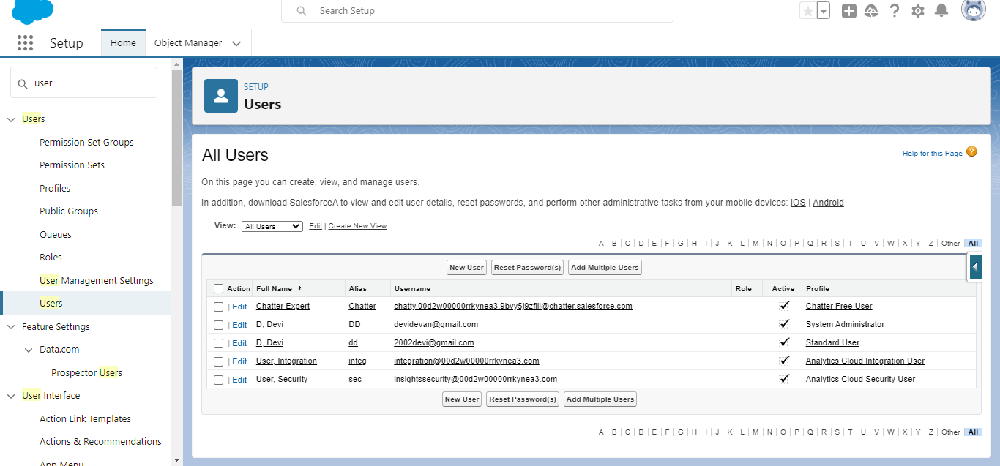 Search Setup
Setup
Home
Object Manager
user
Users
Permission Set Groups
Permission Sets
Profiles
Public Groups
Queues
Roles
User Management Settings
Users
Feature Settings
Data.com
Prospector Users
User Interface
Action Link Templates
Actions & Recommendations
App Menu
SETUP
Users
All Users
Help for this Page ?
On this page you can create, view, and manage users.
In addition, download SalesforceA to view and edit user details, reset passwords, and perform other administrative tasks from your mobile devices: iOS | Android
View: All Users Edit | Create New View
A | B | C | D | E | F | G | H | I | J | K | L | M | N | O | P | Q | R | S | T | U | V | W | X | Y | Z | Other | All
New User Reset Password(s) Add Multiple Users
Action Full Name ↑ Alias Username Role Active Profile
| Edit Chatter Expert Chatter chatty.00d2w00000rrkynea3.9bvy5j9zfill@chatter.salesforce.com ✓ Chatter Free User
| Edit D, Devi DD devidevan@gmail.com ✓ System Administrator
| Edit D, Devi dd 2002devi@gmail.com ✓ Standard User
| Edit User, Integration integ integration@00d2w00000rrkynea3.com ✓ Analytics Cloud Integration User
| Edit User, Security sec insightssecurity@00d2w00000rrkynea3.com ✓ Analytics Cloud Security User
New User Reset Password(s) Add Multiple Users
A | B | C | D | E | F | G | H | I | J | K | L | M | N | O | P | Q | R | S | T | U | V | W | X | Y | Z | Other | All